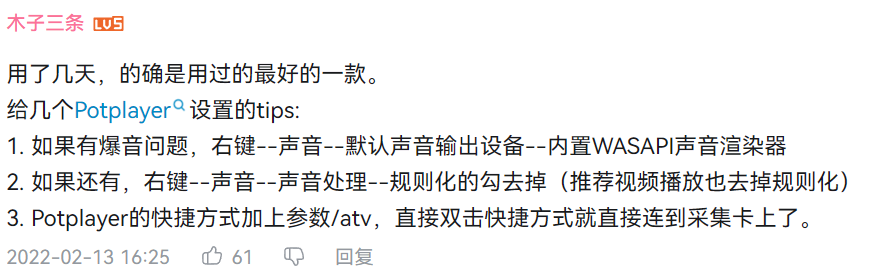 木子三条 LV5
用了几天，的确是用过的最好的一款。
给几个Potplayer设置的tips:
1. 如果有爆音问题，右键--声音--默认声音输出设备--内置WASAPI声音渲染器
2. 如果还有，右键--声音--声音处理--规则化的勾去掉（推荐视频播放也去掉规则化）
3. Potplayer的快捷方式加上参数/atv，直接双击快捷方式就直接连到采集卡上了。
2022-02-13 16:25 61 回复